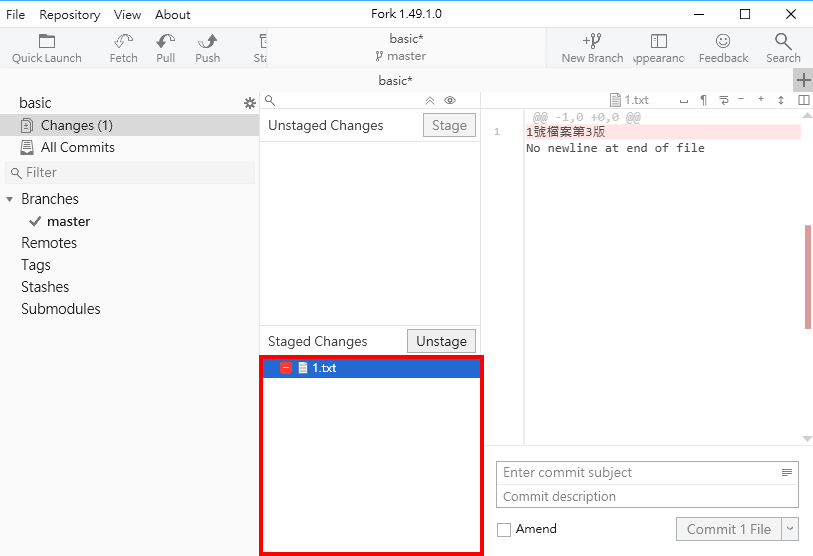 File Repository View About Fork 1.49.1.0
Quick Launch Fetch Pull Push Sta basic* master New Branch Appearance Feedback Search
basic*
basic
Changes (1)
All Commits
Filter
Branches
master
Remotes
Tags
Stashes
Submodules
Unstaged Changes Stage
Staged Changes Unstage
1.txt
1.txt
@@ -1,0 +0,0 @@
1 1號檔案第3版
No newline at end of file
Enter commit subject
Commit description
Amend Commit 1 File